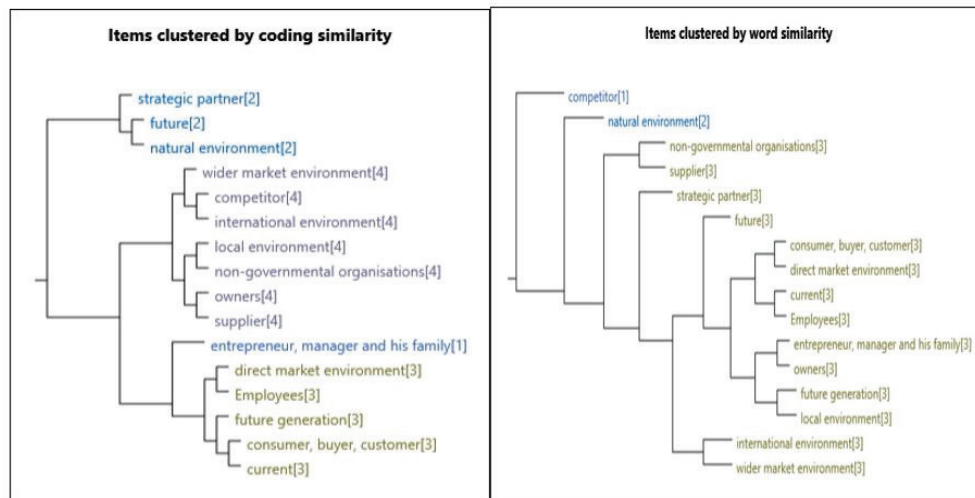 Items clustered by coding similarity
strategic partner[2]
future[2]
natural environment[2]
wider market environment[4]
competitor[4]
international environment[4]
local environment[4]
non-governmental organisations[4]
owners[4]
supplier[4]
entrepreneur, manager and his family[1]
direct market environment[3]
Employees[3]
future generation[3]
consumer, buyer, customer[3]
current[3]
Items clustered by word similarity
competitor[1]
natural environment[2]
non-governmental organisations[3]
supplier[3]
strategic partner[3]
future[3]
consumer, buyer, customer[3]
direct market environment[3]
current[3]
Employees[3]
entrepreneur, manager and his family[3]
owners[3]
future generation[3]
local environment[3]
international environment[3]
wider market environment[3]